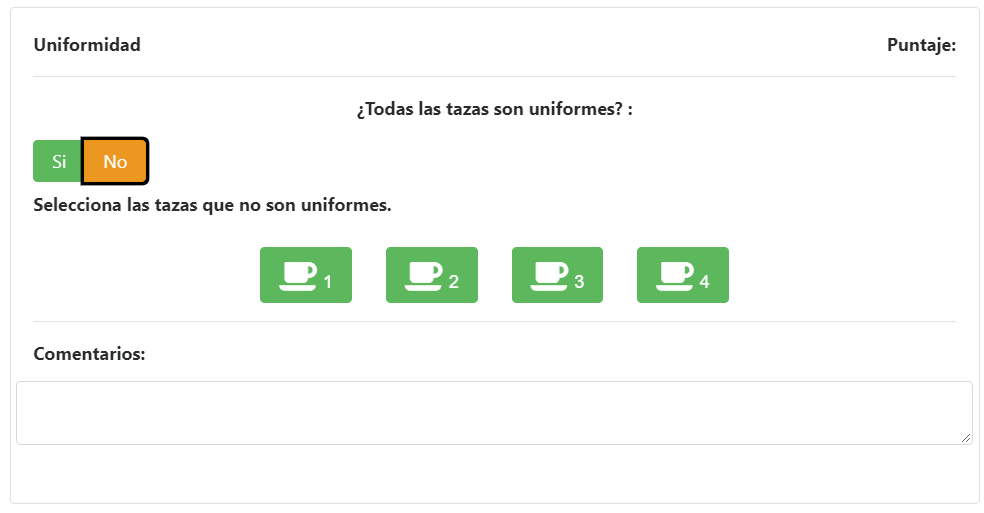 Uniformidad Puntaje:
¿Todas las tazas son uniformes? :
Si No
Selecciona las tazas que no son uniformes.
1 2 3 4
Comentarios: